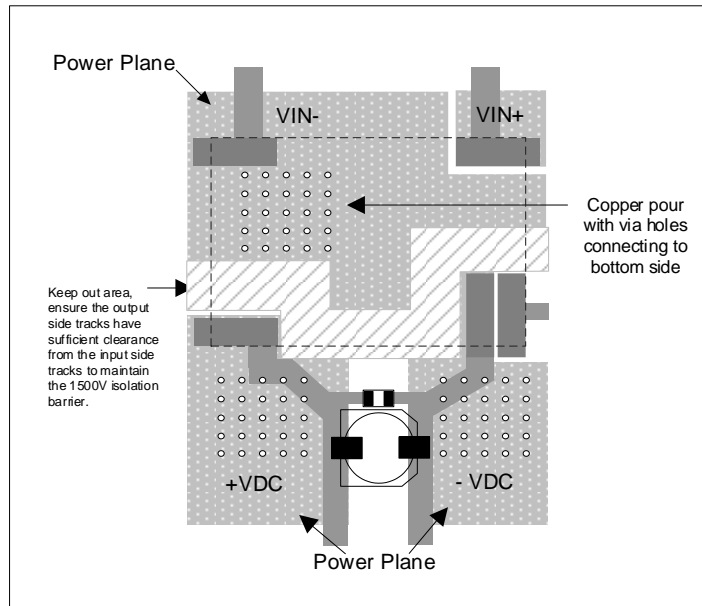 Power Plane
VIN-
VIN+
Copper pour
with via holes
connecting to
bottom side
Keep out area,
ensure the output
side tracks have
sufficient clearance
from the input side
tracks to maintain
the 1500V isolation
barrier.
+VDC
- VDC
Power Plane